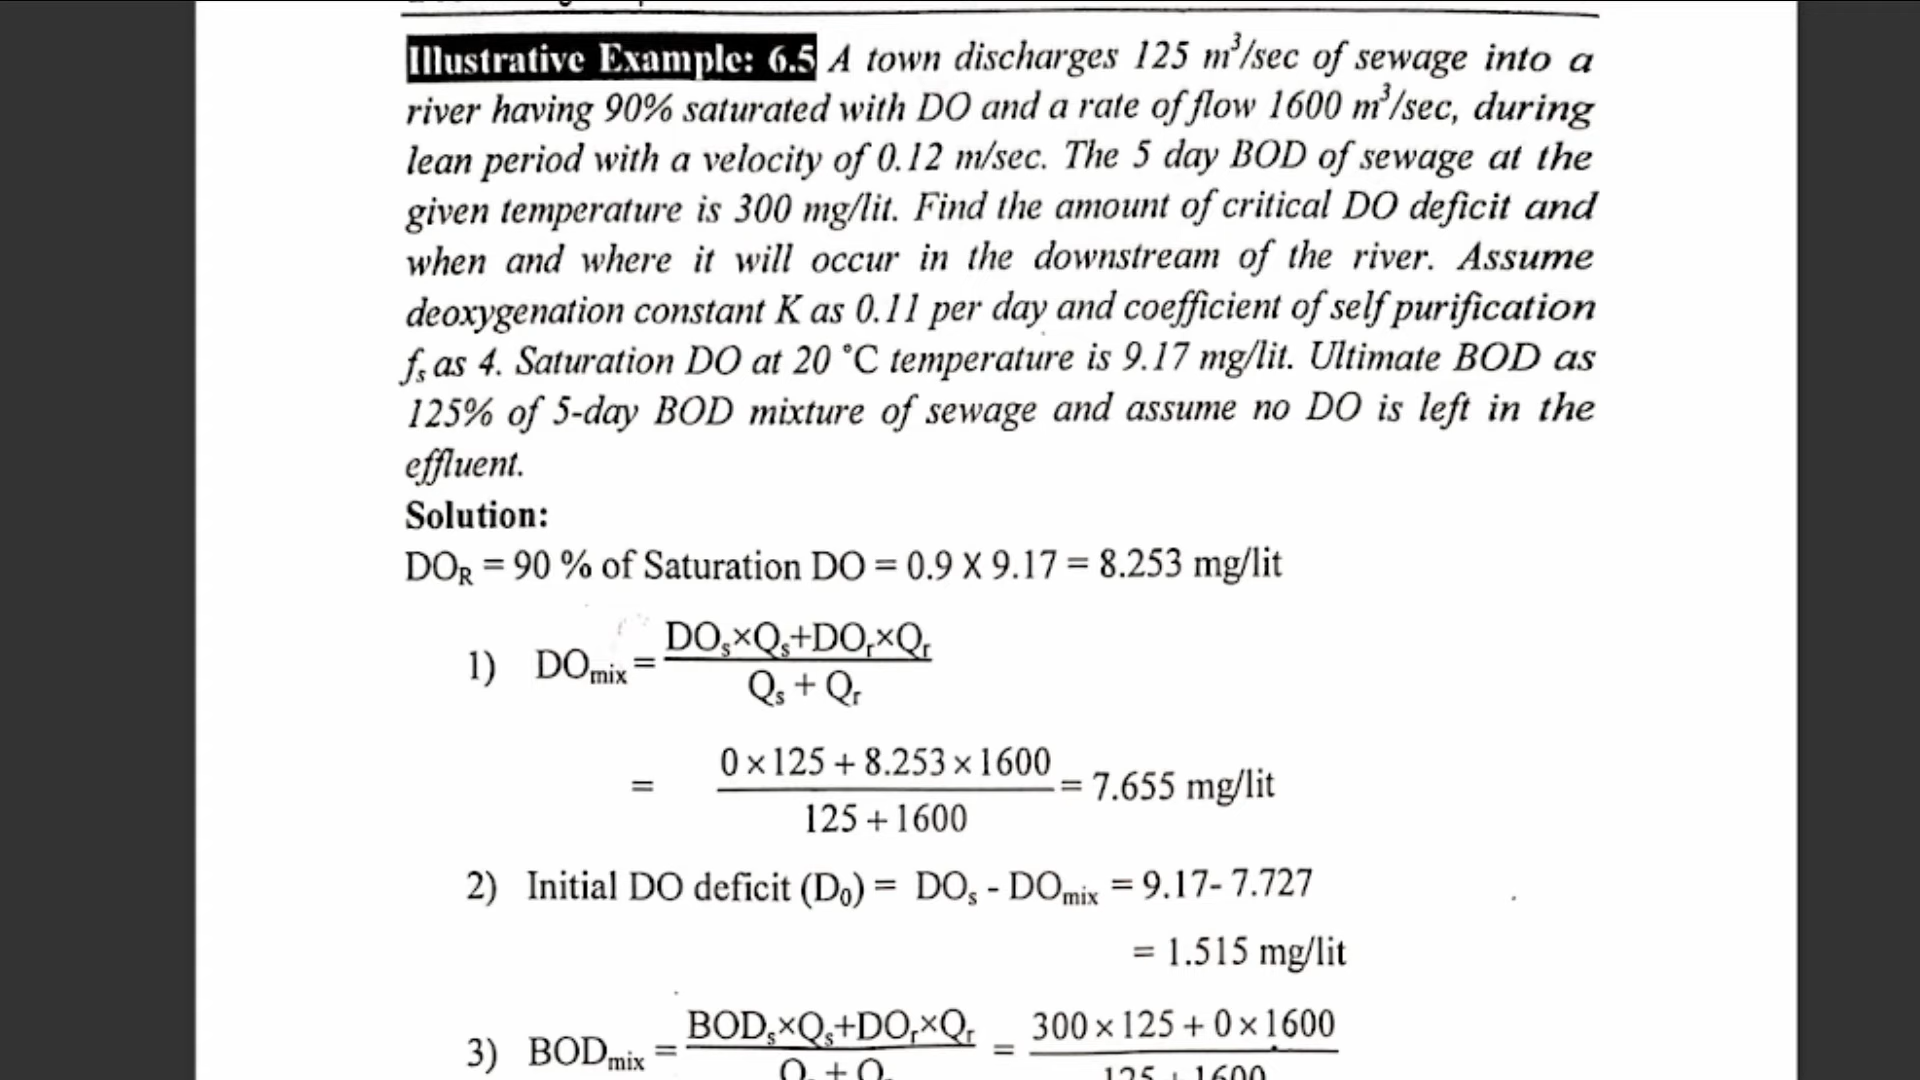 Illustrative Example: 6.5 A town discharges 125 m³/sec of sewage into a
river having 90% saturated with DO and a rate of flow 1600 m³/sec, during
lean period with a velocity of 0.12 m/sec. The 5 day BOD of sewage at the
given temperature is 300 mg/lit. Find the amount of critical DO deficit and
when and where it will occur in the downstream of the river. Assume
deoxygenation constant K as 0.11 per day and coefficient of self purification
fₛ as 4. Saturation DO at 20 °C temperature is 9.17 mg/lit. Ultimate BOD as
125% of 5-day BOD mixture of sewage and assume no DO is left in the
effluent.
Solution:
DO_R = 90 % of Saturation DO = 0.9 X 9.17 = 8.253 mg/lit
1) DO_mix = (DOₛ×Qₛ+DOᵣ×Qᵣ) / (Qₛ + Qᵣ)
= (0 × 125 + 8.253 × 1600) / (125 + 1600) = 7.655 mg/lit
2) Initial DO deficit (D₀) = DOₛ - DO_mix = 9.17- 7.727
= 1.515 mg/lit
3) BOD_mix = (BODₛ×Qₛ+DOᵣ×Qᵣ) / (Qₛ + Qᵣ) = (300 × 125 + 0 × 1600) / (125 + 1600)